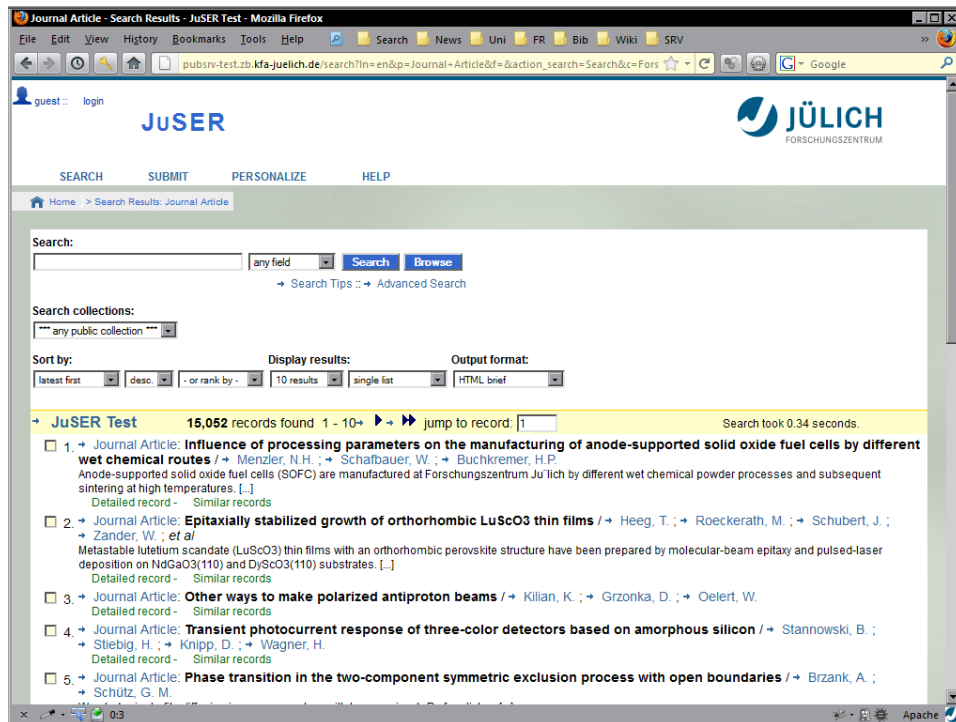 Journal Article - Search Results - JuSER Test - Mozilla Firefox
File Edit View History Bookmarks Tools Help Search News Uni FR Bib Wiki SRV »
pubsrv-test.zb.kfa-juelich.de/search?ln=en&p=Journal+Article&f=&action_search=Search&c=Fors G Google
guest :: login
JuSER
JÜLICH
FORSCHUNGSZENTRUM
SEARCH SUBMIT PERSONALIZE HELP
Home > Search Results: Journal Article
Search:
any field Search Browse
→ Search Tips :: → Advanced Search
Search collections:
*** any public collection ***
Sort by: Display results: Output format:
latest first desc. - or rank by - 10 results single list HTML brief
→ JuSER Test 15,052 records found 1 - 10→ → jump to record: 1 Search took 0.34 seconds.
1. → Journal Article: Influence of processing parameters on the manufacturing of anode-supported solid oxide fuel cells by different
wet chemical routes / → Menzler, N.H. ; → Schafbauer, W. ; → Buchkremer, H.P.
Anode-supported solid oxide fuel cells (SOFC) are manufactured at Forschungszentrum Ju¨lich by different wet chemical powder processes and subsequent
sintering at high temperatures. [...]
Detailed record - Similar records
2. → Journal Article: Epitaxially stabilized growth of orthorhombic LuScO3 thin films / → Heeg, T. ; → Roeckerath, M. ; → Schubert, J. ;
→ Zander, W. ; et al
Metastable lutetium scandate (LuScO3) thin films with an orthorhombic perovskite structure have been prepared by molecular-beam epitaxy and pulsed-laser
deposition on NdGaO3(110) and DyScO3(110) substrates. [...]
Detailed record - Similar records
3. → Journal Article: Other ways to make polarized antiproton beams / → Kilian, K. ; → Grzonka, D. ; → Oelert, W.
Detailed record - Similar records
4. → Journal Article: Transient photocurrent response of three-color detectors based on amorphous silicon / → Stannowski, B. ;
→ Stiebig, H. ; → Knipp, D. ; → Wagner, H.
Detailed record - Similar records
5. → Journal Article: Phase transition in the two-component symmetric exclusion process with open boundaries / → Brzank, A. ;
→ Schütz, G. M.
0:3 Apache